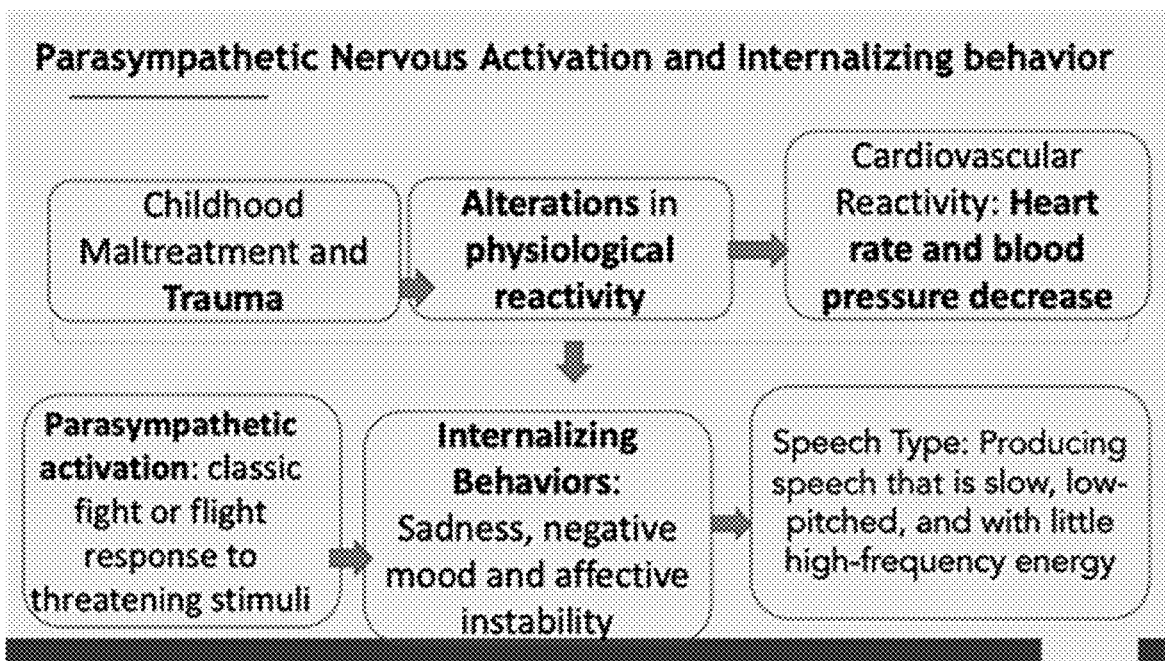 Parasympathetic Nervous Activation and Internalizing behavior
Childhood
Maltreatment and
Trauma
Alterations in
physiological
reactivity
Cardiovascular
Reactivity: Heart
rate and blood
pressure decrease
Parasympathetic
activation: classic
fight or flight
response to
threatening stimuli
Internalizing
Behaviors:
Sadness, negative
mood and affective
instability
Speech Type: Producing
speech that is slow, low-
pitched, and with little
high-frequency energy